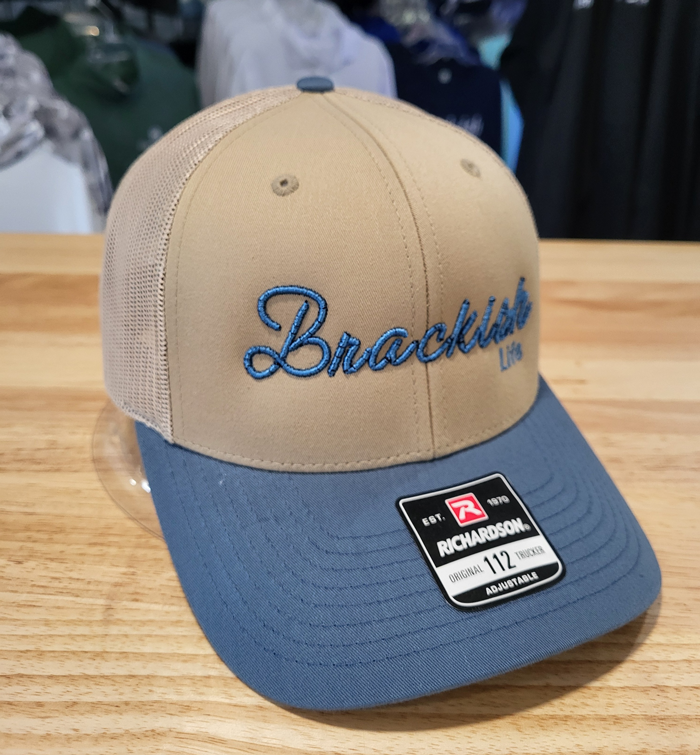 Brackish
Life
EST. 1970
RICHARDSON®
ORIGINAL 112 TRUCKER
ADJUSTABLE